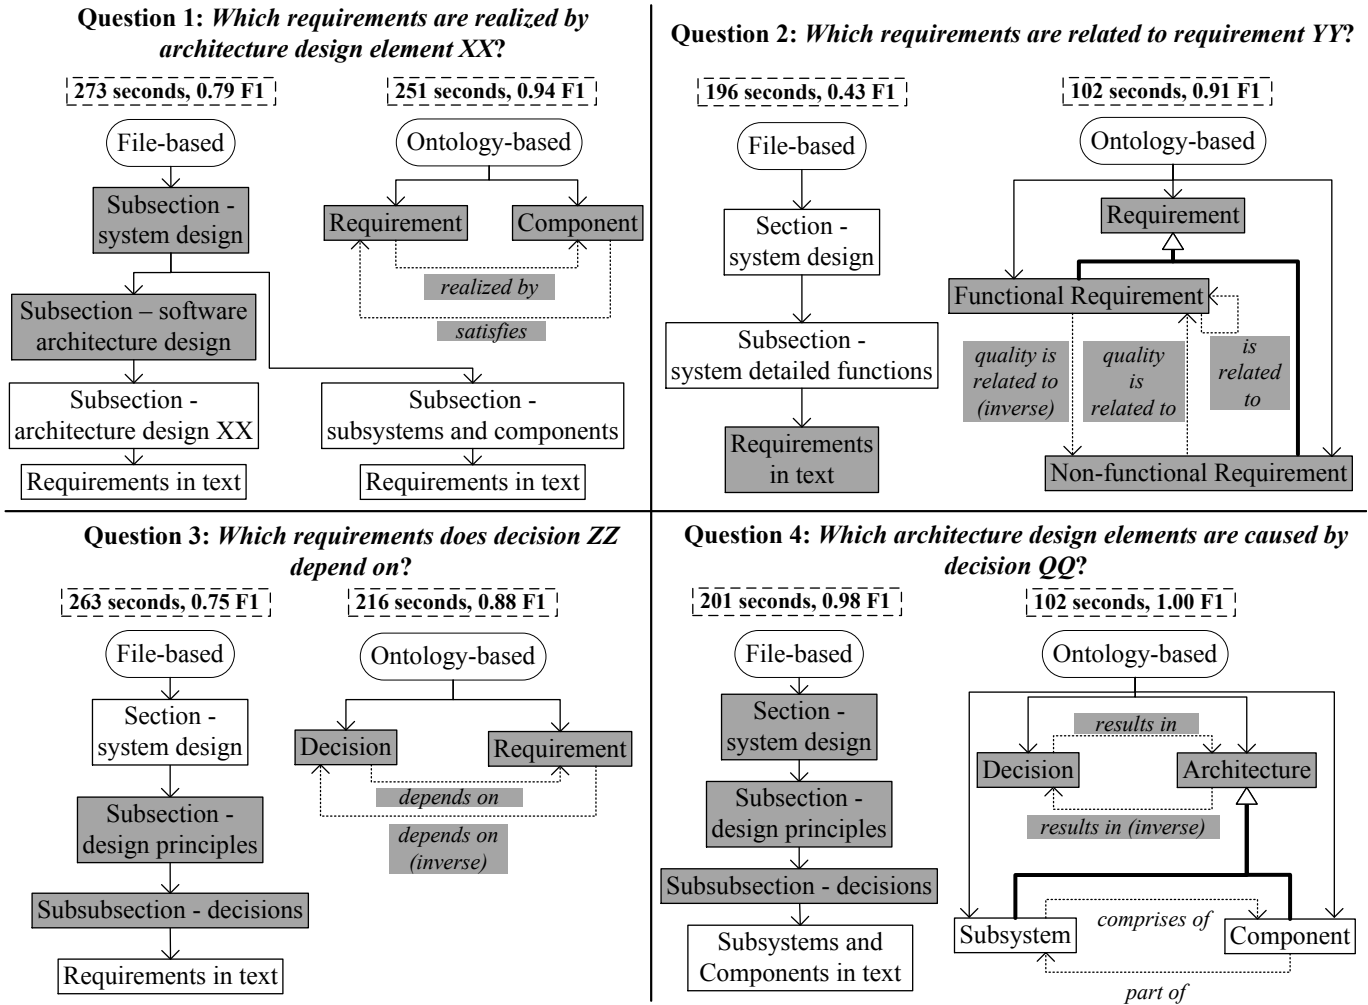 Question 1: Which requirements are realized by
architecture design element XX?
273 seconds, 0.79 F1
251 seconds, 0.94 F1
File-based
Ontology-based
Subsection -
system design
Requirement
Component
realized by
satisfies
Subsection – software
architecture design
Subsection -
architecture design XX
Subsection -
subsystems and components
Requirements in text
Requirements in text
Question 2: Which requirements are related to requirement YY?
196 seconds, 0.43 F1
102 seconds, 0.91 F1
File-based
Ontology-based
Section -
system design
Subsection -
system detailed functions
Requirements
in text
Requirement
Functional Requirement
quality is
related to
(inverse)
quality
is
related to
is
related
to
Non-functional Requirement
Question 3: Which requirements does decision ZZ
depend on?
263 seconds, 0.75 F1
216 seconds, 0.88 F1
File-based
Ontology-based
Section -
system design
Decision
Requirement
depends on
depends on
(inverse)
Subsection -
design principles
Subsubsection - decisions
Requirements in text
Question 4: Which architecture design elements are caused by
decision QQ?
201 seconds, 0.98 F1
102 seconds, 1.00 F1
File-based
Ontology-based
Section -
system design
Subsection -
design principles
Subsubsection - decisions
Subsystems and
Components in text
results in
Decision
Architecture
results in (inverse)
Subsystem
comprises of
Component
part of